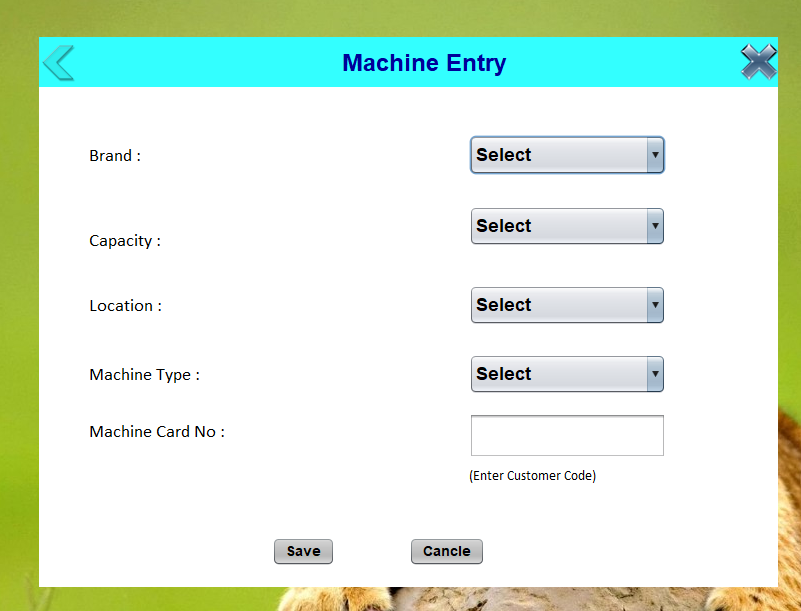 Machine Entry
Brand :
Select
Capacity :
Select
Location :
Select
Machine Type :
Select
Machine Card No :
(Enter Customer Code)
Save
Cancle